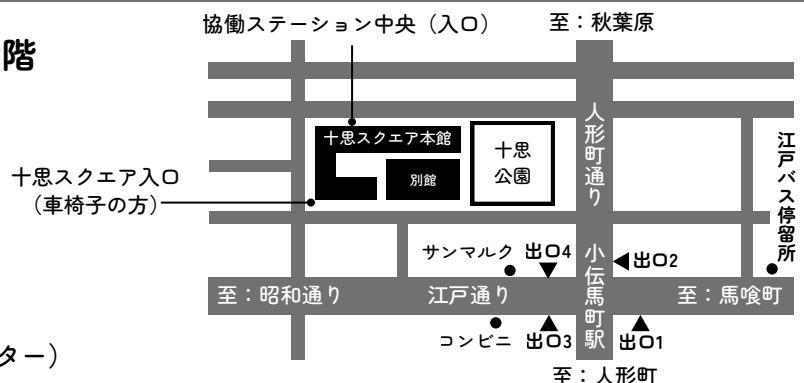 協働ステーション中央（入口）
至：秋葉原
階
人形町通り
十思スクエア本館
別館
十思
公園
江戸バス停留所
十思スクエア入口
（車椅子の方）
サンマルク
出口4
小伝馬町駅
出口2
至：昭和通り
江戸通り
至：馬喰町
コンビニ
出口3
出口1
ター）
至：人形町